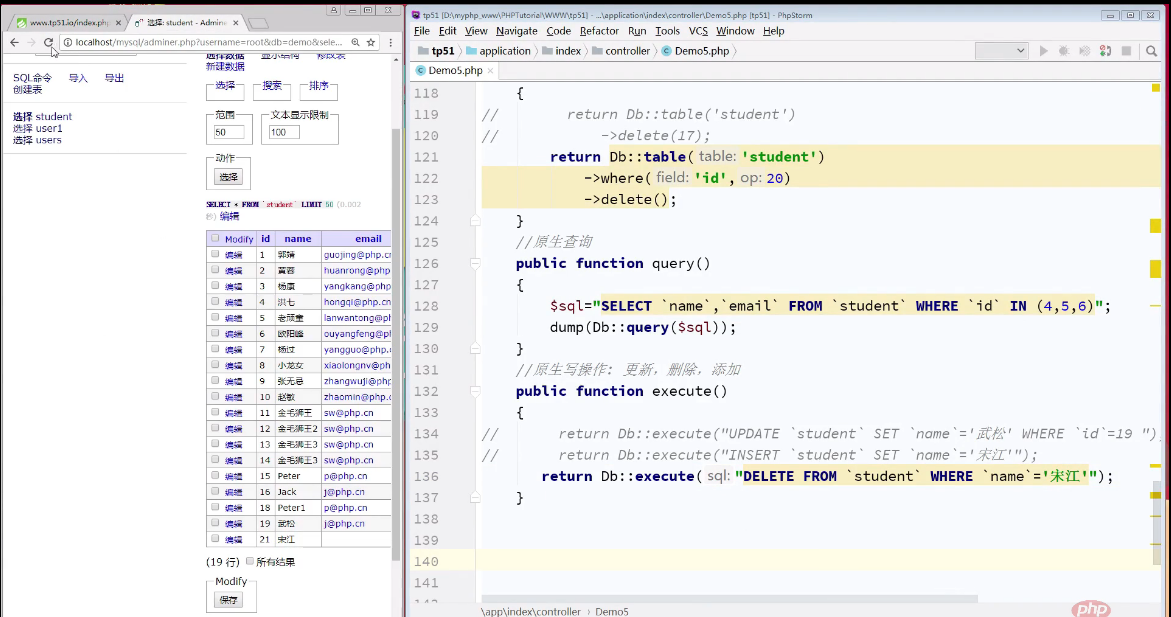 www.tp51.io/index.php
选择: student - Admine
localhost/mysql/adminer.php?username=root&db=demo&sele...
选择数据 显示结构 修改表
新建数据
SQL命令 导入 导出
创建表
选择 student
选择 user1
选择 users
选择 搜索 排序
范围 文本显示限制
50 100
动作
选择
SELECT * FROM `student` LIMIT 50 (0.002
秒) 编辑
Modify id name email
编辑 1 郭靖 guojing@php.cn
编辑 2 黄蓉 huanrong@php
编辑 3 杨康 yangkang@php
编辑 4 洪七 hongqi@php.cn
编辑 5 老顽童 lanwantong@ph
编辑 6 欧阳峰 ouyangfeng@ph
编辑 7 杨过 yangguo@php.cn
编辑 8 小龙女 xiaolongnv@php
编辑 9 张无忌 zhangwuji@php
编辑 10 赵敏 zhaomin@php.cn
编辑 11 金毛狮王 sw@php.cn
编辑 12 金毛狮王2 sw@php.cn
编辑 13 金毛狮王3 sw@php.cn
编辑 14 金毛狮王3 sw@php.cn
编辑 15 Peter p@php.cn
编辑 16 Jack j@php.cn
编辑 18 Peter1 p@php.cn
编辑 19 武松 j@php.cn
编辑 21 宋江
(19 行) 所有结果
Modify
保存
tp51 [D:\myphp_www\PHPTutorial\WWW\tp51] - ...\application\index\controller\Demo5.php [tp51] - PhpStorm
File Edit View Navigate Code Refactor Run Tools VCS Window Help
tp51 application index controller Demo5.php
Demo5.php
118 {
119 // return Db::table('student')
120 // ->delete(17);
121 return Db::table( table: 'student')
122 ->where( field: 'id', op: 20)
123 ->delete();
124 }
125 //原生查询
126 public function query()
127 {
128 $sql="SELECT `name`,`email` FROM `student` WHERE `id` IN (4,5,6)";
129 dump(Db::query($sql));
130 }
131 //原生写操作: 更新, 删除, 添加
132 public function execute()
133 {
134 // return Db::execute("UPDATE `student` SET `name`='武松' WHERE `id`=19 ");
135 // return Db::execute("INSERT `student` SET `name`='宋江'");
136 return Db::execute( sql: "DELETE FROM `student` WHERE `name`='宋江'");
137 }
138
139
140
141
\app\index\controller › Demo5
php